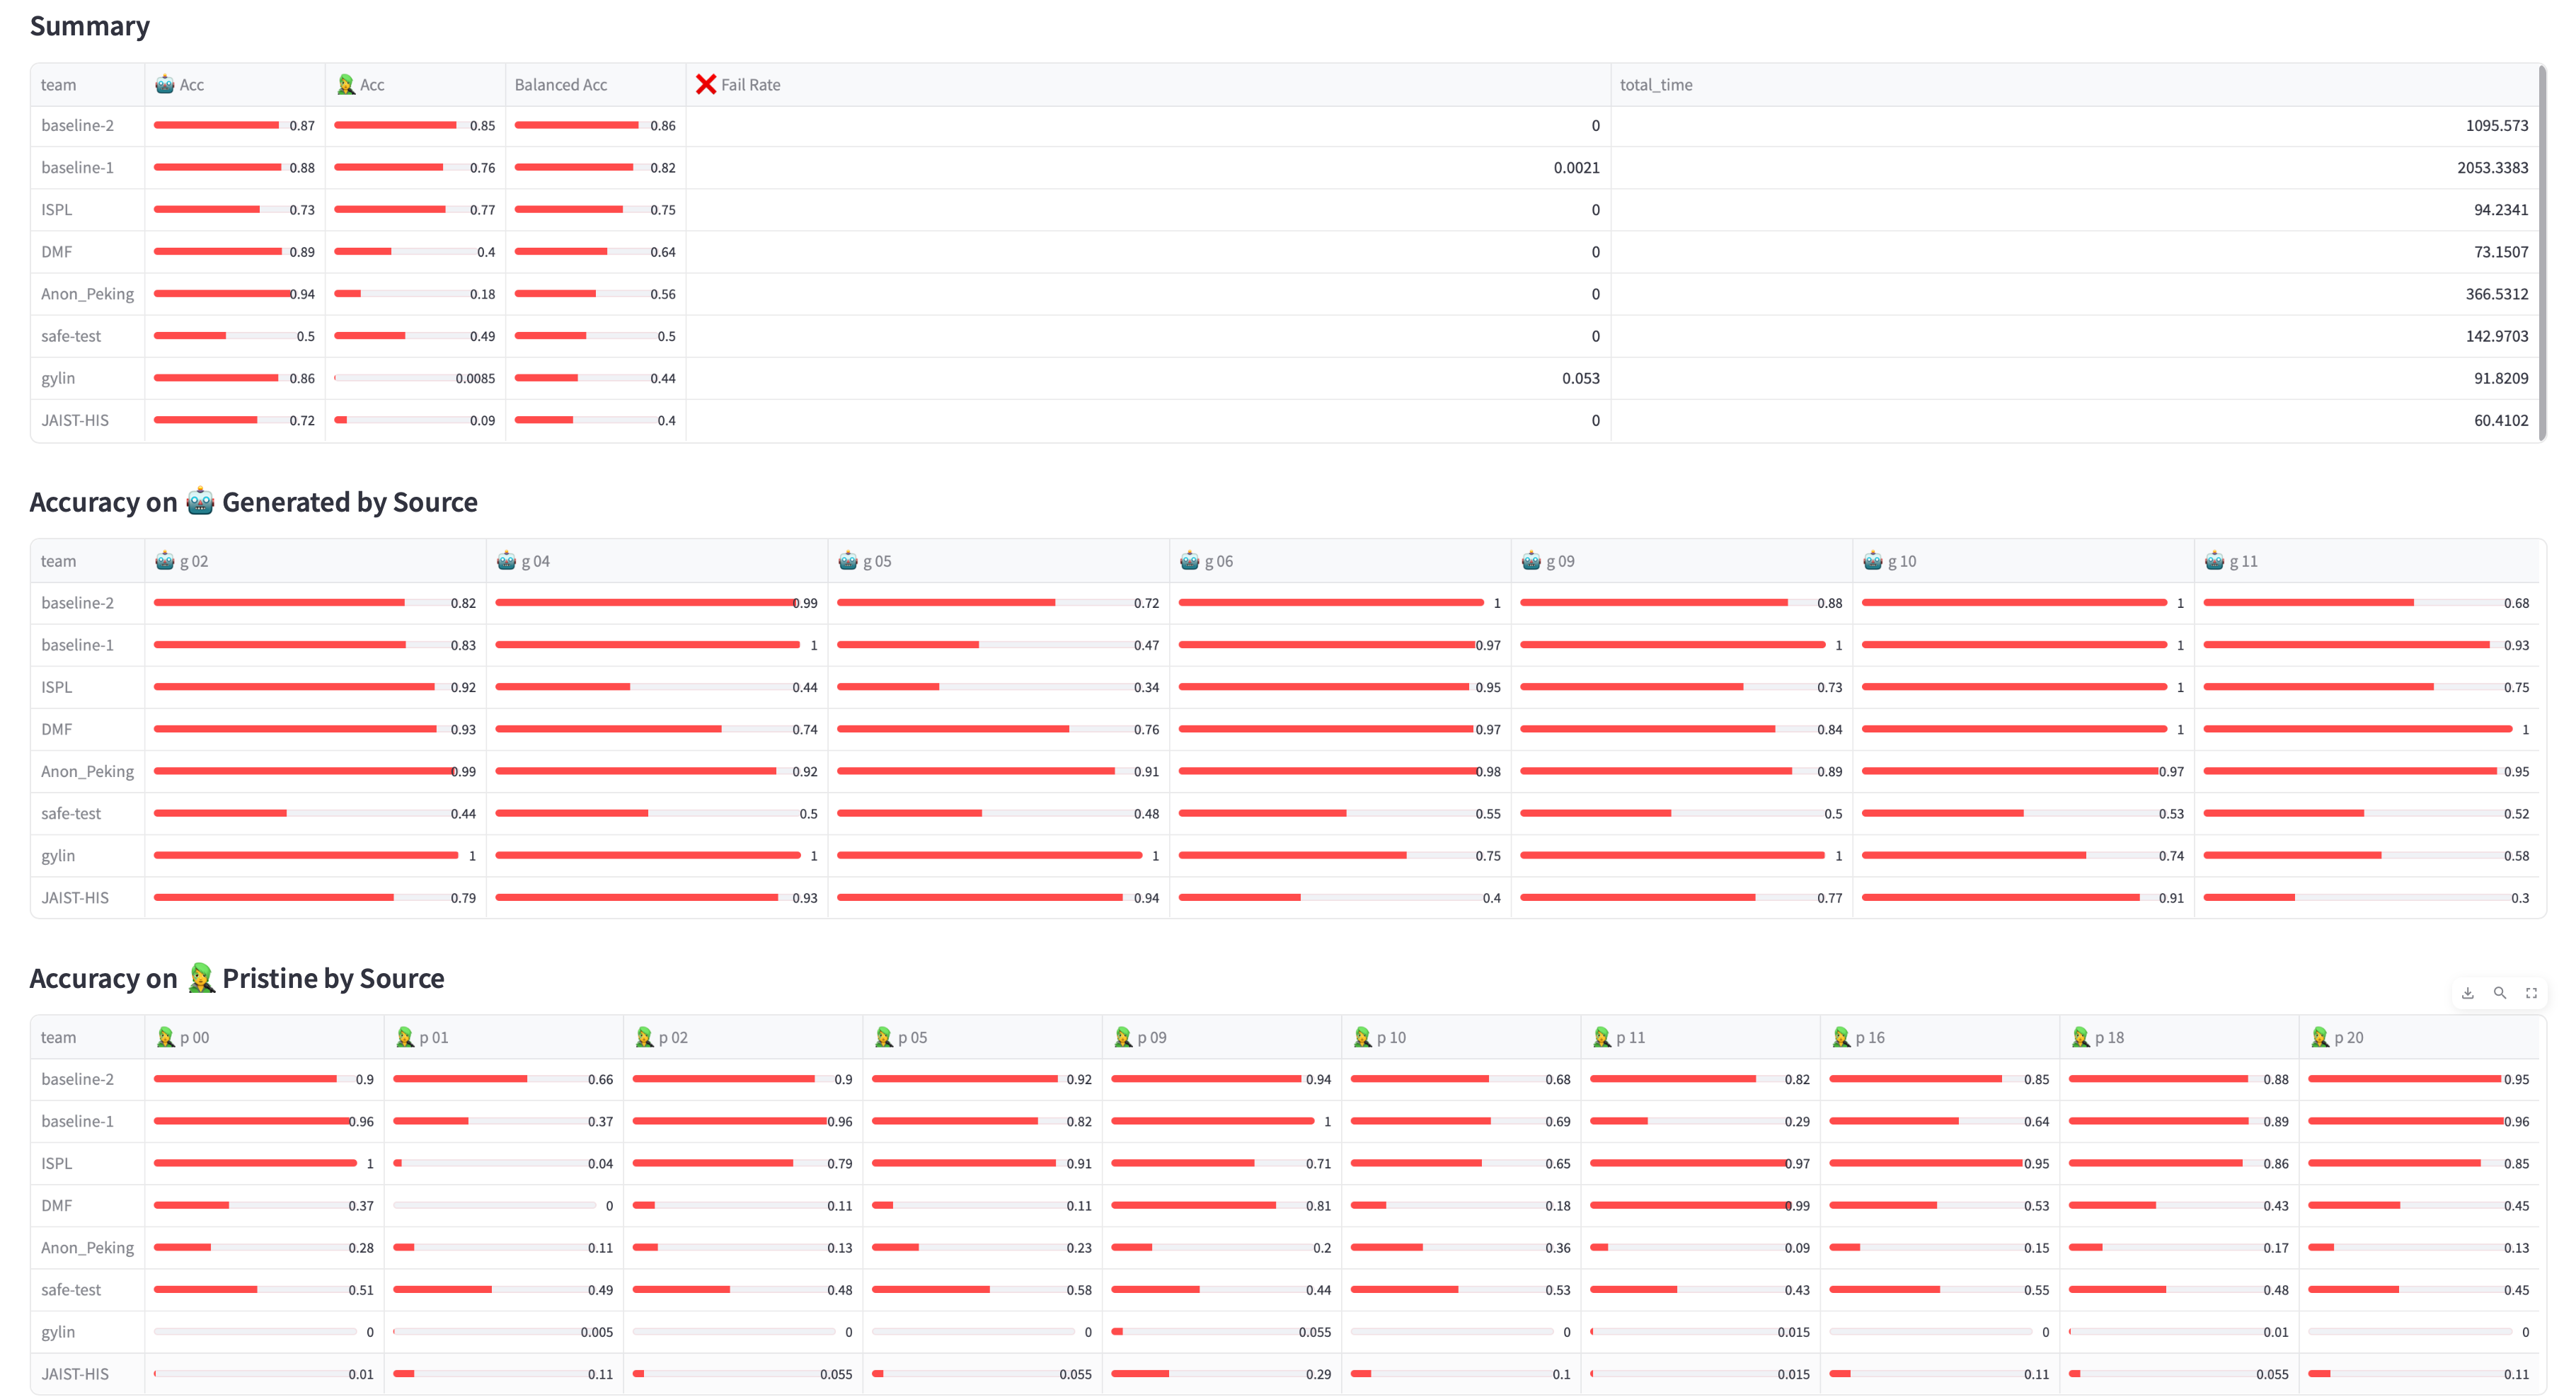 Summary
team Acc Acc Balanced Acc Fail Rate total_time
baseline-2 0.87 0.85 0.86 0 1095.573
baseline-1 0.88 0.76 0.82 0.0021 2053.3383
ISPL 0.73 0.77 0.75 0 94.2341
DMF 0.89 0.4 0.64 0 73.1507
Anon_Peking 0.94 0.18 0.56 0 366.5312
safe-test 0.5 0.49 0.5 0 142.9703
gylin 0.86 0.0085 0.44 0.053 91.8209
JAIST-HIS 0.72 0.09 0.4 0 60.4102
Accuracy on Generated by Source
team g 02 g 04 g 05 g 06 g 09 g 10 g 11
baseline-2 0.82 0.99 0.72 1 0.88 1 0.68
baseline-1 0.83 1 0.47 0.97 1 1 0.93
ISPL 0.92 0.44 0.34 0.95 0.73 1 0.75
DMF 0.93 0.74 0.76 0.97 0.84 1 1
Anon_Peking 0.99 0.92 0.91 0.98 0.89 0.97 0.95
safe-test 0.44 0.5 0.48 0.55 0.5 0.53 0.52
gylin 1 1 1 0.75 1 0.74 0.58
JAIST-HIS 0.79 0.93 0.94 0.4 0.77 0.91 0.3
Accuracy on Pristine by Source
team p 00 p 01 p 02 p 05 p 09 p 10 p 11 p 16 p 18 p 20
baseline-2 0.9 0.66 0.9 0.92 0.94 0.68 0.82 0.85 0.88 0.95
baseline-1 0.96 0.37 0.96 0.82 1 0.69 0.29 0.64 0.89 0.96
ISPL 1 0.04 0.79 0.91 0.71 0.65 0.97 0.95 0.86 0.85
DMF 0.37 0 0.11 0.11 0.81 0.18 0.99 0.53 0.43 0.45
Anon_Peking 0.28 0.11 0.13 0.23 0.2 0.36 0.09 0.15 0.17 0.13
safe-test 0.51 0.49 0.48 0.58 0.44 0.53 0.43 0.55 0.48 0.45
gylin 0 0.005 0 0 0.055 0 0.015 0 0.01 0
JAIST-HIS 0.01 0.11 0.055 0.055 0.29 0.1 0.015 0.11 0.055 0.11